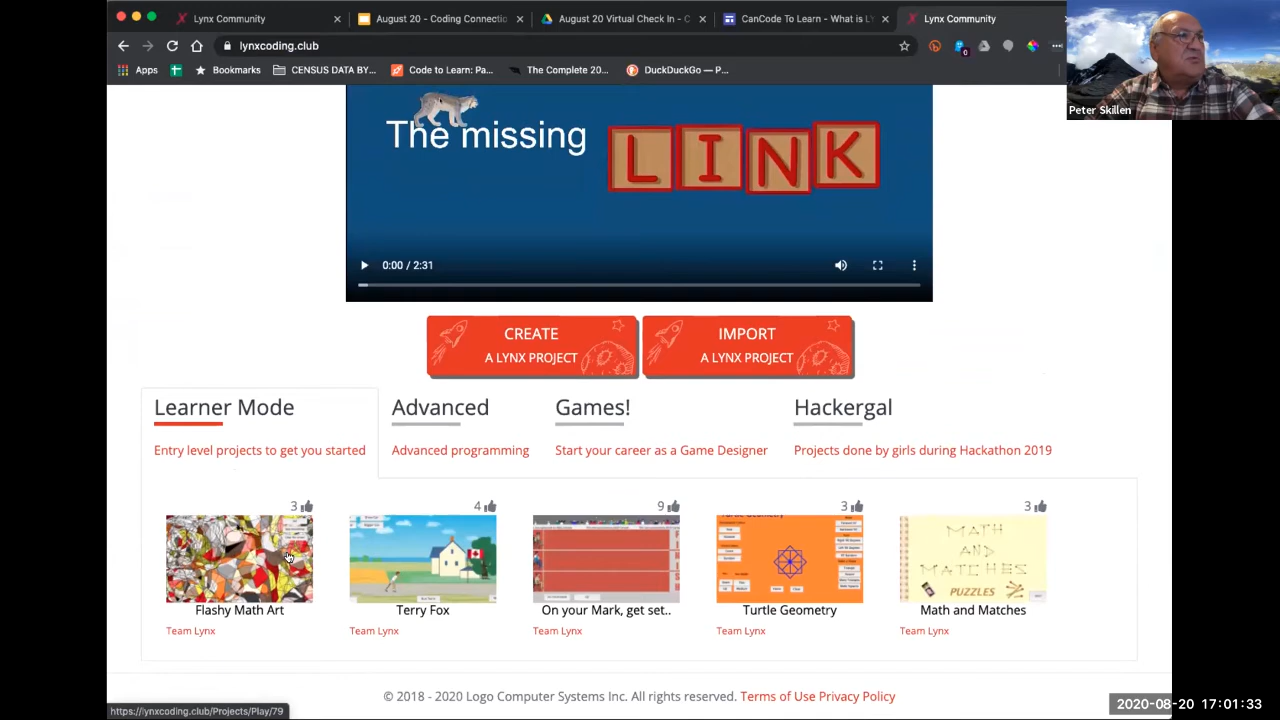 Lynx Community
August 20 - Coding Connectio
August 20 Virtual Check In - C
CanCode To Learn - What is LY
Lynx Community
lynxcoding.club
0
Apps
Bookmarks
CENSUS DATA BY...
Code to Learn: Pa...
The Complete 20...
DuckDuckGo — P...
Peter Skillen
The missing LINK
0:00 / 2:31
CREATE
A LYNX PROJECT
IMPORT
A LYNX PROJECT
Learner Mode
Advanced
Games!
Hackergal
Entry level projects to get you started
Advanced programming
Start your career as a Game Designer
Projects done by girls during Hackathon 2019
3
4
9
3
3
Turtle Geometry
MATH
AND
MATCHES
PUZZLES
Flashy Math Art
Terry Fox
On your Mark, get set..
Turtle Geometry
Math and Matches
Team Lynx
Team Lynx
Team Lynx
Team Lynx
Team Lynx
© 2018 - 2020 Logo Computer Systems Inc. All rights reserved. Terms of Use Privacy Policy
https://lynxcoding.club/Projects/Play/79
2020-08-20 17:01:33